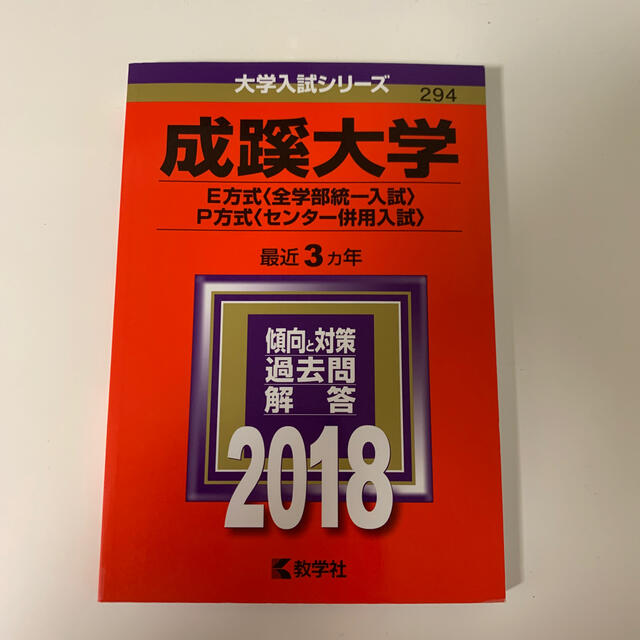 大学入試シリーズ
294
成蹊大学
E方式〈全学部統一入試〉
P方式〈センター併用入試〉
最近3ヵ年
傾向と対策
過去問
解答
2018
教学社